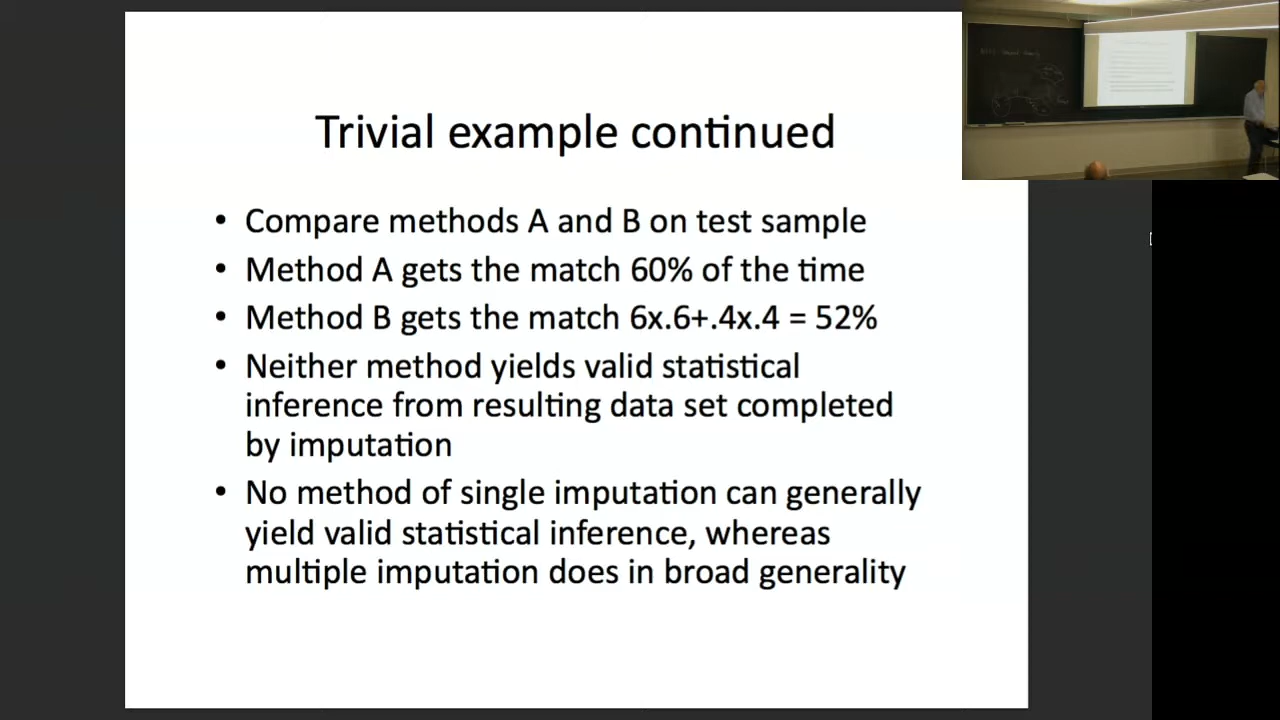 Trivial example continued
• Compare methods A and B on test sample
• Method A gets the match 60% of the time
• Method B gets the match 6x.6+.4x.4 = 52%
• Neither method yields valid statistical
inference from resulting data set completed
by imputation
• No method of single imputation can generally
yield valid statistical inference, whereas
multiple imputation does in broad generality